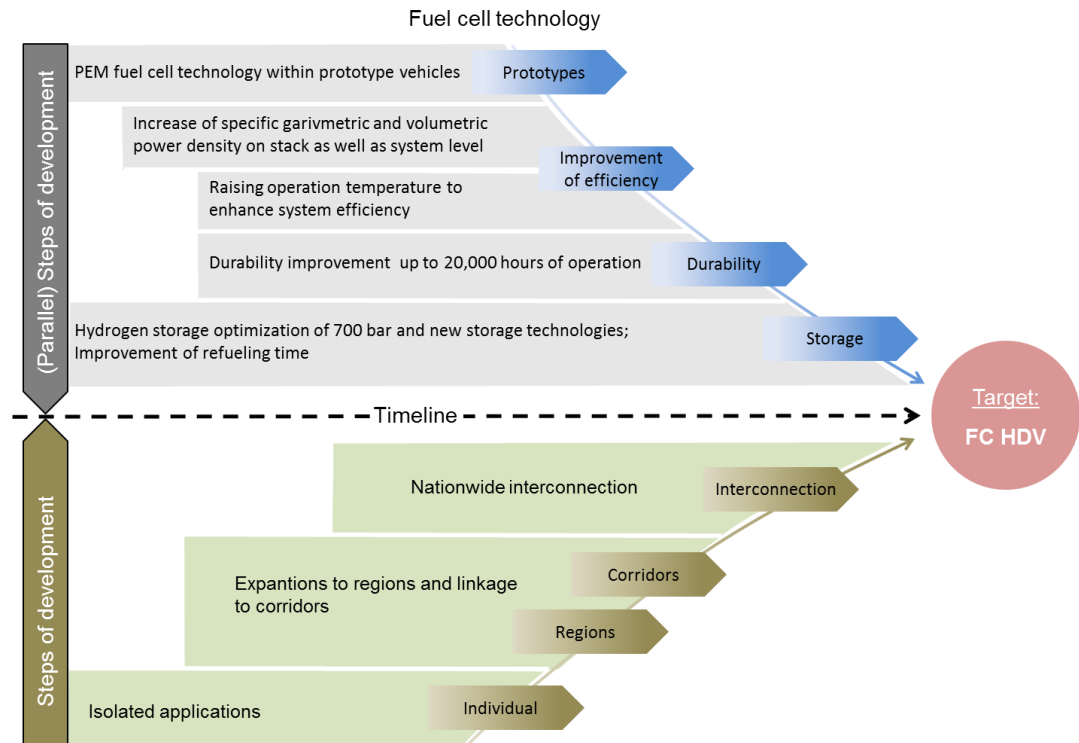 Fuel cell technology
(Parallel) Steps of development
PEM fuel cell technology within prototype vehicles
Prototypes
Increase of specific garivmetric and volumetric
power density on stack as well as system level
Improvement
of efficiency
Raising operation temperature to
enhance system efficiency
Durability improvement up to 20,000 hours of operation
Durability
Hydrogen storage optimization of 700 bar and new storage technologies;
Improvement of refueling time
Storage
Timeline
Target:
FC HDV
Steps of development
Nationwide interconnection
Interconnection
Expantions to regions and linkage
to corridors
Corridors
Regions
Isolated applications
Individual